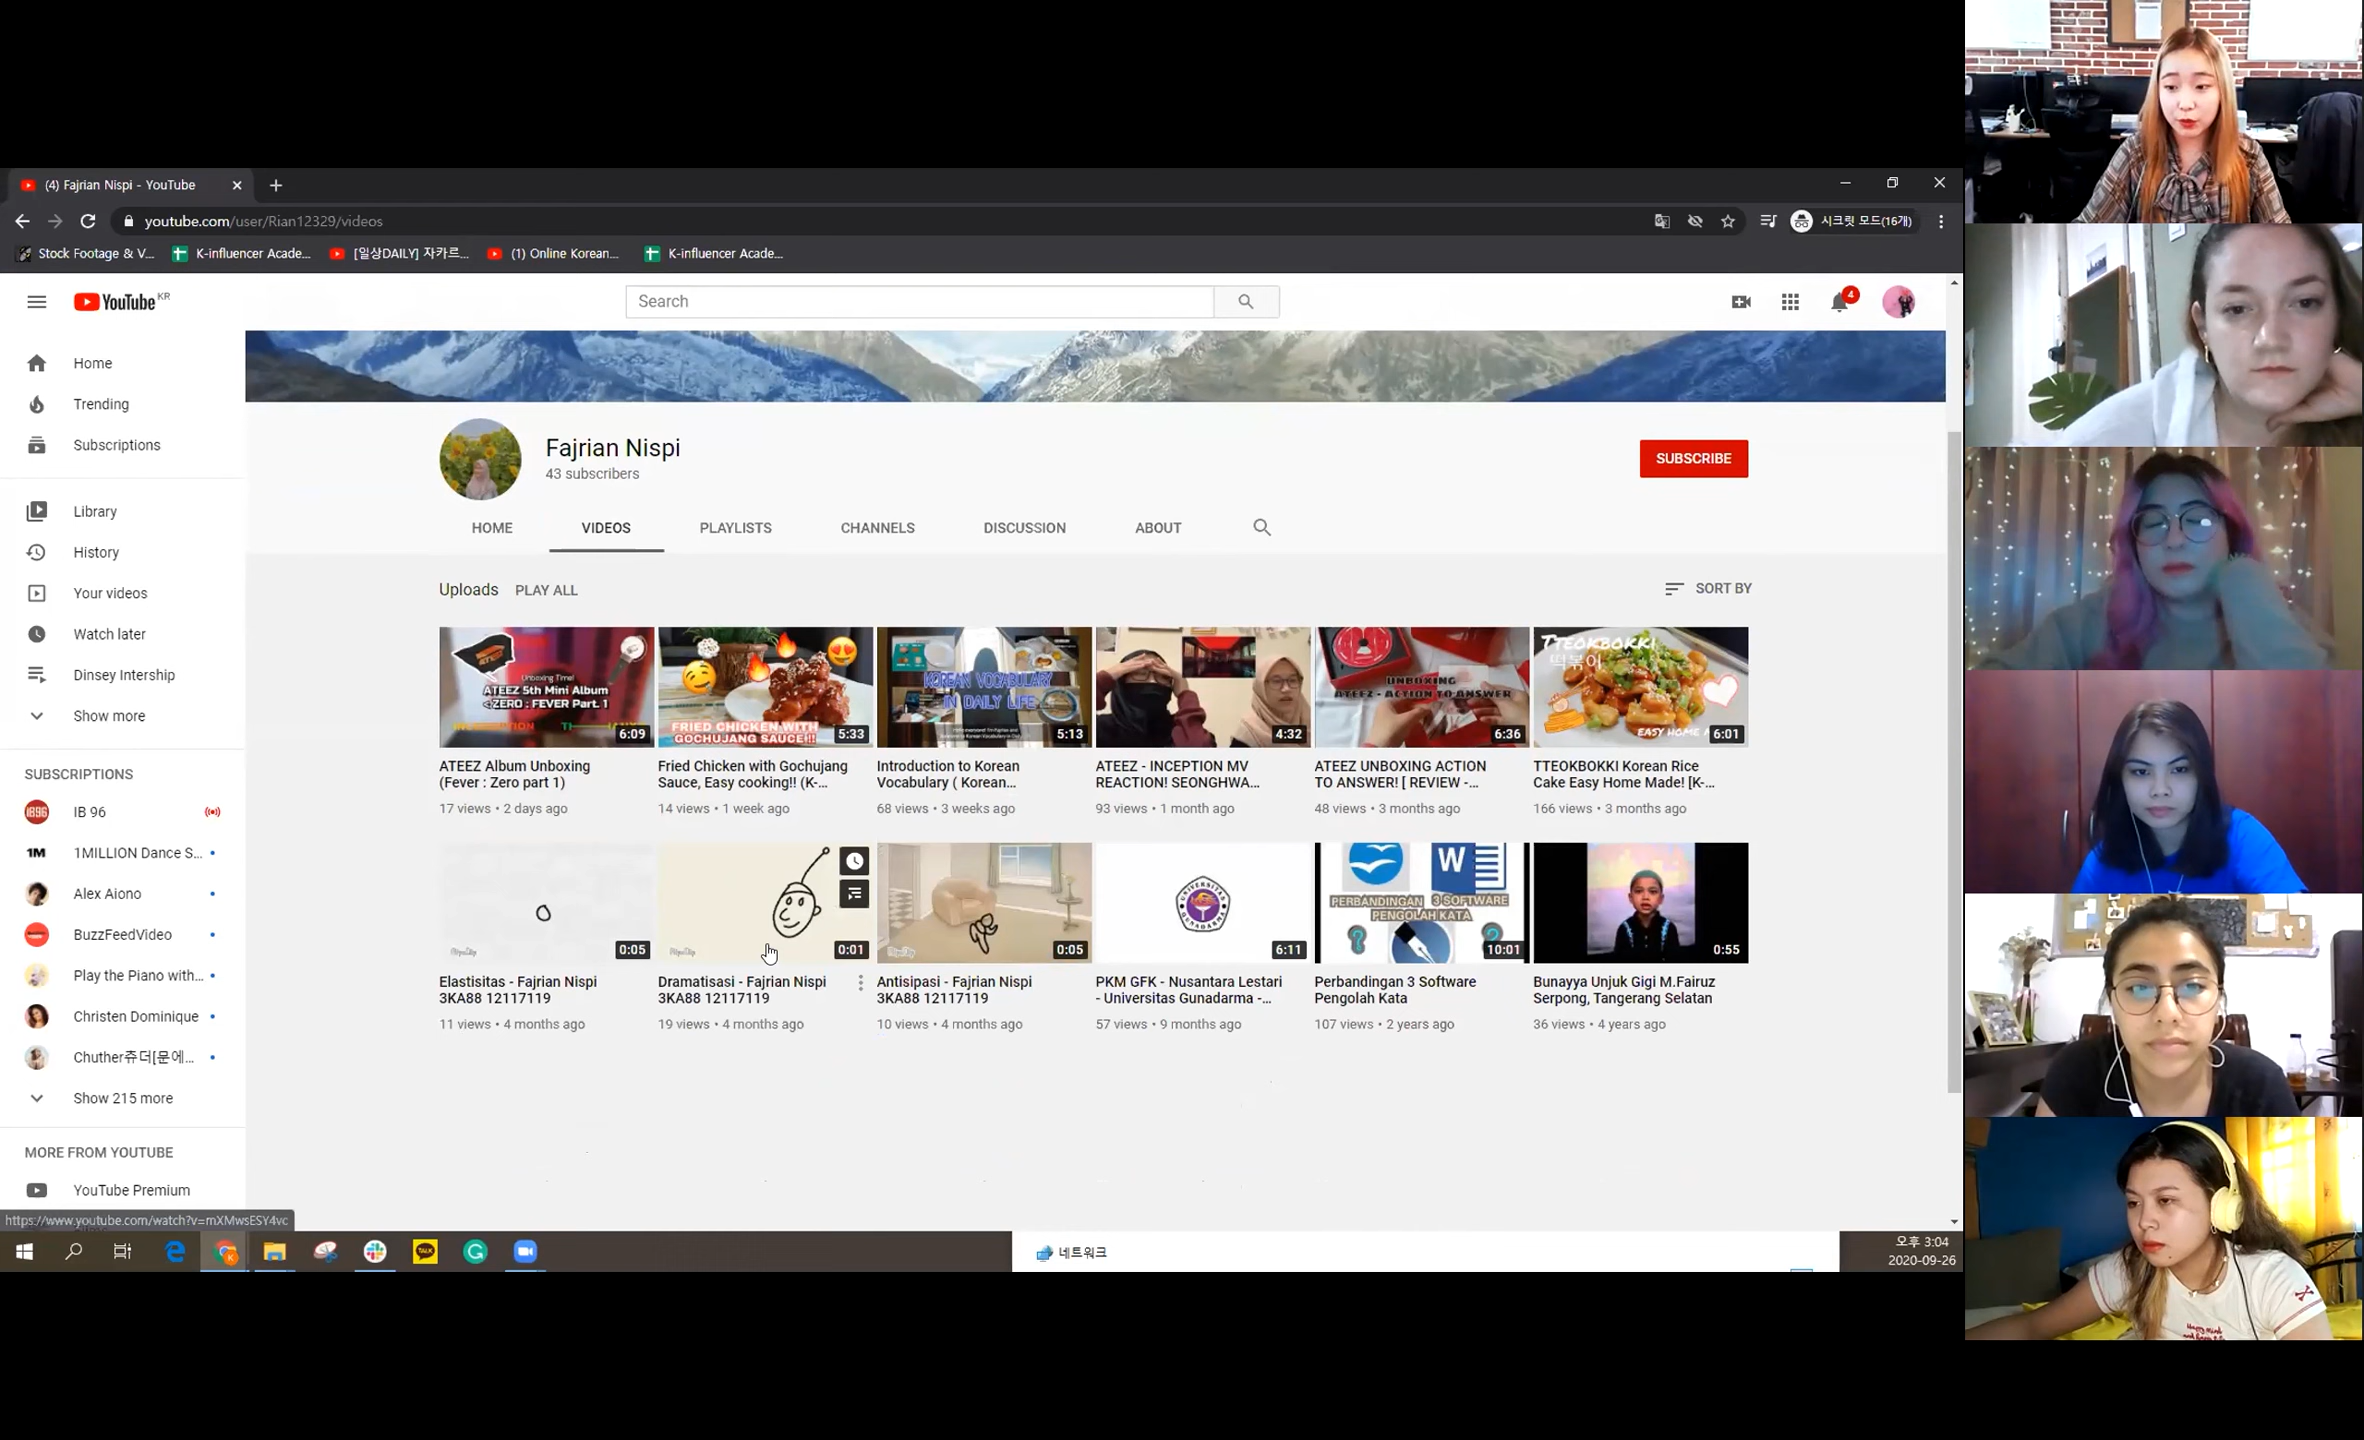 (4) Fajrian Nispi - YouTube
youtube.com/user/Rian12329/videos
시크릿 모드(16개)
Stock Footage & V...
K-influencer Acade...
[일상DAILY] 자카르...
(1) Online Korean...
K-influencer Acade...
YouTube KR
Search
4
Home
Trending
Subscriptions
Library
History
Your videos
Watch later
Dinsey Intership
Show more
SUBSCRIPTIONS
IB 96
1MILLION Dance S...
Alex Aiono
BuzzFeedVideo
Play the Piano with...
Christen Dominique
Chuther츄더[문에...
Show 215 more
MORE FROM YOUTUBE
YouTube Premium
https://www.youtube.com/watch?v=mXMwsESY4vc
Fajrian Nispi
43 subscribers
SUBSCRIBE
HOME
VIDEOS
PLAYLISTS
CHANNELS
DISCUSSION
ABOUT
Uploads
PLAY ALL
SORT BY
Unboxing Time!
ATEEZ 5th Mini Album
<ZERO : FEVER Part. 1
6:09
ATEEZ Album Unboxing
(Fever : Zero part 1)
17 views • 2 days ago
FRIED CHICKEN WITH
GOCHUJANG SAUCE!!!
5:33
Fried Chicken with Gochujang
Sauce, Easy cooking!! (K-...
14 views • 1 week ago
KOREAN VOCABULARY
IN DAILY LIFE
5:13
Introduction to Korean
Vocabulary ( Korean...
68 views • 3 weeks ago
4:32
ATEEZ - INCEPTION MV
REACTION! SEONGHWA...
93 views • 1 month ago
UNBOXING
ATEEZ - ACTION TO ANSWER
6:36
ATEEZ UNBOXING ACTION
TO ANSWER! [ REVIEW -...
48 views • 3 months ago
TTEOKBOKKI
떡볶이
EASY HOME
6:01
TTEOKBOKKI Korean Rice
Cake Easy Home Made! [K-...
166 views • 3 months ago
0:05
Elastisitas - Fajrian Nispi
3KA88 12117119
11 views • 4 months ago
0:01
Dramatisasi - Fajrian Nispi
3KA88 12117119
19 views • 4 months ago
0:05
Antisipasi - Fajrian Nispi
3KA88 12117119
10 views • 4 months ago
UNIVERSITAS GUNADARMA
6:11
PKM GFK - Nusantara Lestari
- Universitas Gunadarma -...
57 views • 9 months ago
W
PERBANDINGAN 3 SOFTWARE
PENGOLAH KATA
10:01
Perbandingan 3 Software
Pengolah Kata
107 views • 2 years ago
0:55
Bunayya Unjuk Gigi M.Fairuz
Serpong, Tangerang Selatan
36 views • 4 years ago
TALK
네트워크
오후 3:04
2020-09-26